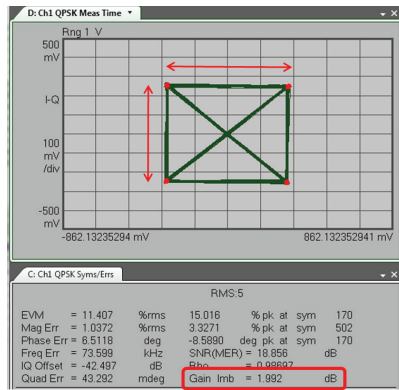 D: Ch1 QPSK Meas Time
Rng 1 V
500
mV
I-Q
100
mV
/div
-500
mV
-862.13235294 mV 862.132352941 mV
C: Ch1 QPSK Syms/Errs
RMS:5
EVM = 11.407 %rms 15.016 % pk at sym 170
Mag Err = 1.0372 %rms 3.3271 % pk at sym 502
Phase Err = 6.5118 deg -8.5890 deg pk at sym 170
Freq Err = 73.599 kHz SNR(MER) = 18.856 dB
IQ Offset = -42.497 dB Rho = 0.98697
Quad Err = 43.292 mdeg Gain Imb = 1.992 dB